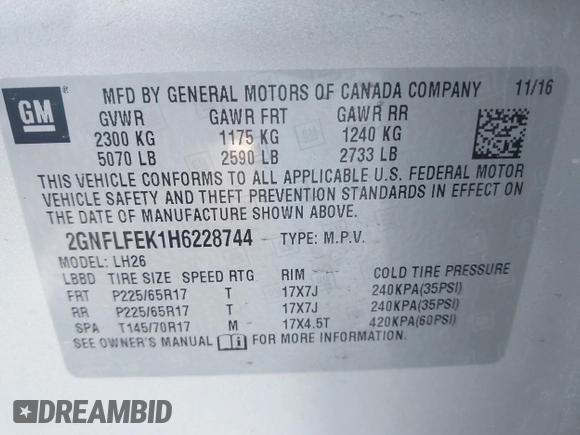 GM
MFD BY GENERAL MOTORS OF CANADA COMPANY 11/16
GVWR GAWR FRT GAWR RR
2300 KG 1175 KG 1240 KG
5070 LB 2590 LB 2733 LB
THIS VEHICLE CONFORMS TO ALL APPLICABLE U.S. FEDERAL MOTOR
VEHICLE SAFETY AND THEFT PREVENTION STANDARDS IN EFFECT ON
THE DATE OF MANUFACTURE SHOWN ABOVE.
2GNFLFEK1H6228744 TYPE: M.P.V.
MODEL: LH26
LBBD TIRE SIZE SPEED RTG RIM COLD TIRE PRESSURE
FRT P225/65R17 T 17X7J 240KPA(35PSI)
RR P225/65R17 T 17X7J 240KPA(35PSI)
SPA T145/70R17 M 17X4.5T 420KPA(60PSI)
SEE OWNER'S MANUAL FOR MORE INFORMATION
DREAMBID